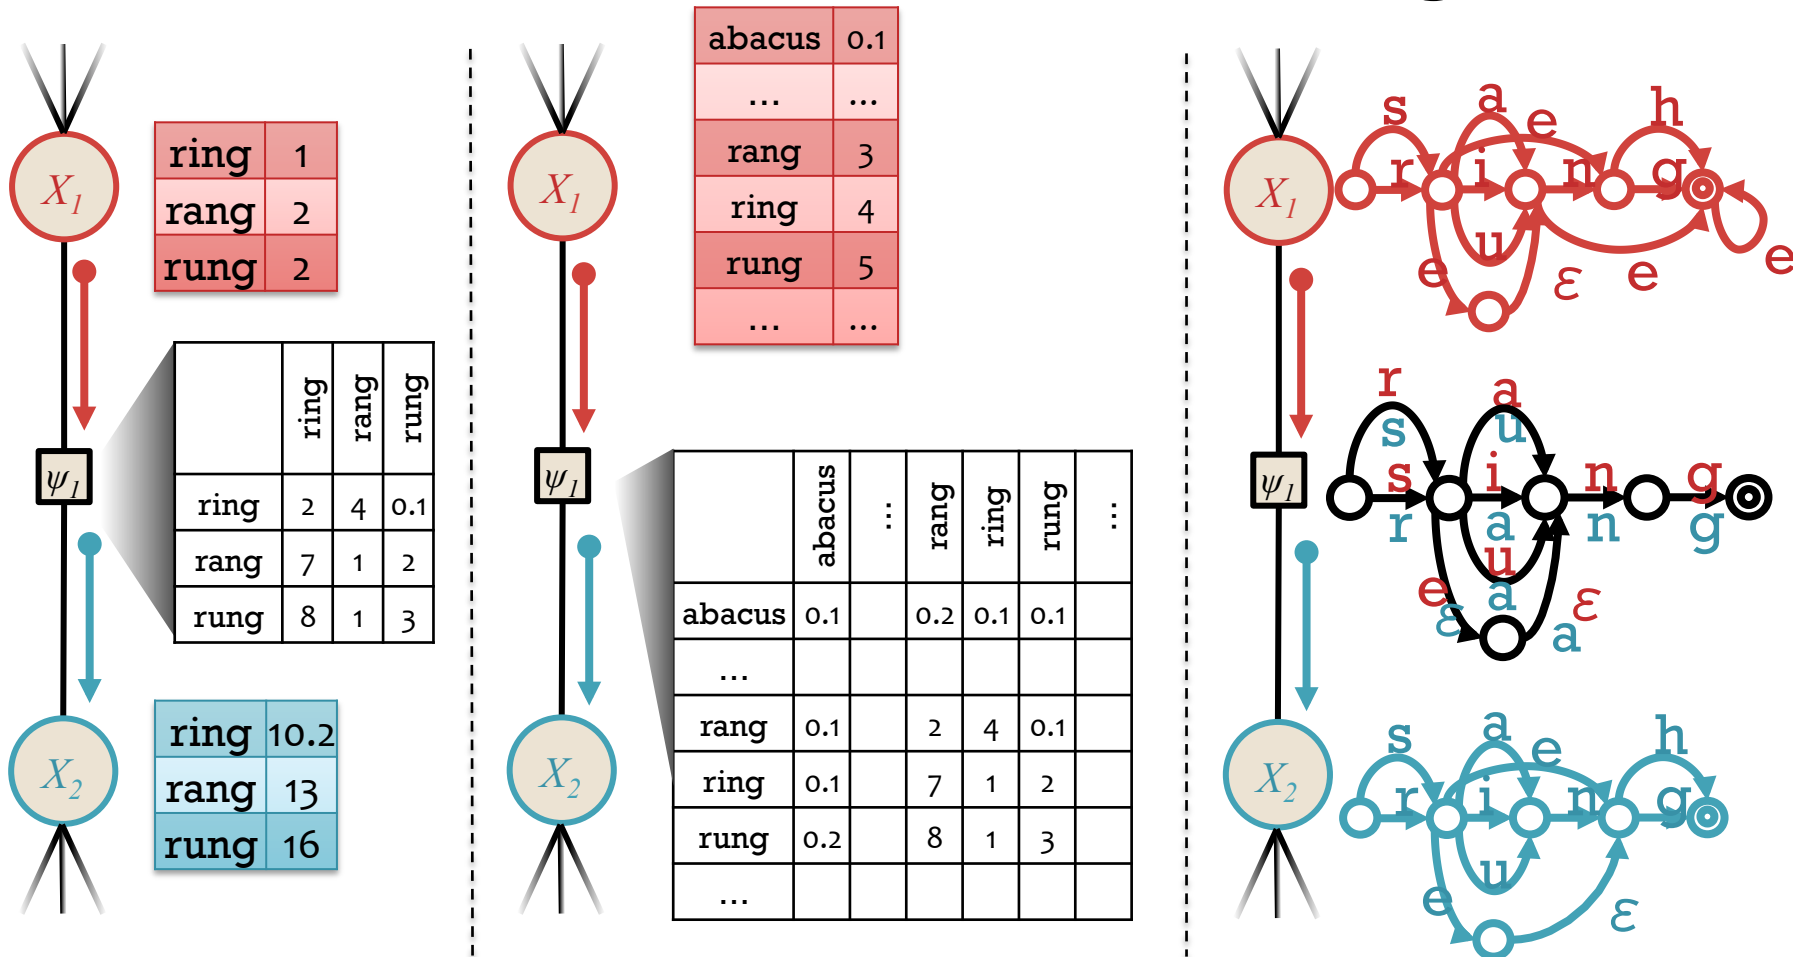 X1
ring 1
rang 2
rung 2
ring rang rung
ψ1
ring 2 4 0.1
rang 7 1 2
rung 8 1 3
ring 10.2
X2
rang 13
rung 16
abacus 0.1
... ...
rang 3
X1
ring 4
rung 5
... ...
ψ1
abacus ... rang ring rung ...
abacus 0.1 0.2 0.1 0.1
...
rang 0.1 2 4 0.1
X2
ring 0.1 7 1 2
rung 0.2 8 1 3
...
s a e h
X1
r i n g
u
e ε e e
r a
s u
ψ1
s i n g
r a n g
u
e a ε
ε a
s a e h
X2
r i n g
u
e ε